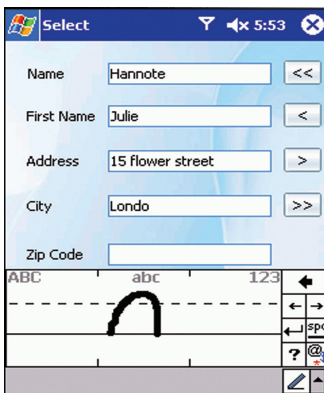 Select 5:53
Name Hannote <<
First Name Julie <
Address 15 flower street >
City Londo >>
Zip Code
ABC abc 123
spc
? @
*